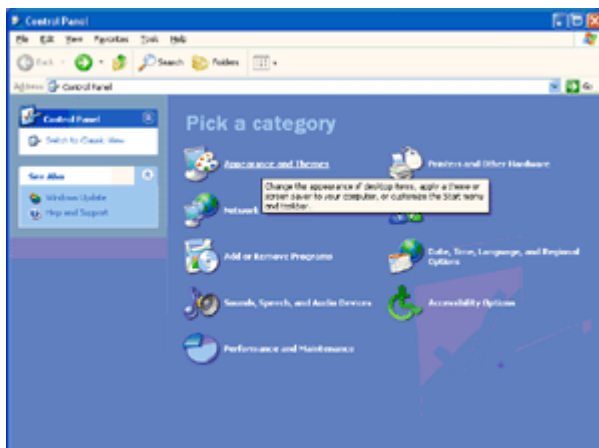 Control Panel
File Edit View Favorites Tools Help
Back Search Folders
Address Control Panel Go
Control Panel
Switch to Classic View
See Also
Windows Update
Help and Support
Pick a category
Appearance and Themes
Printers and Other Hardware
Change the appearance of desktop items, apply a theme or
screen saver to your computer, or customize the Start menu
and taskbar.
Network
Add or Remove Programs
Date, Time, Language, and Regional
Options
Sounds, Speech, and Audio Devices
Accessibility Options
Performance and Maintenance